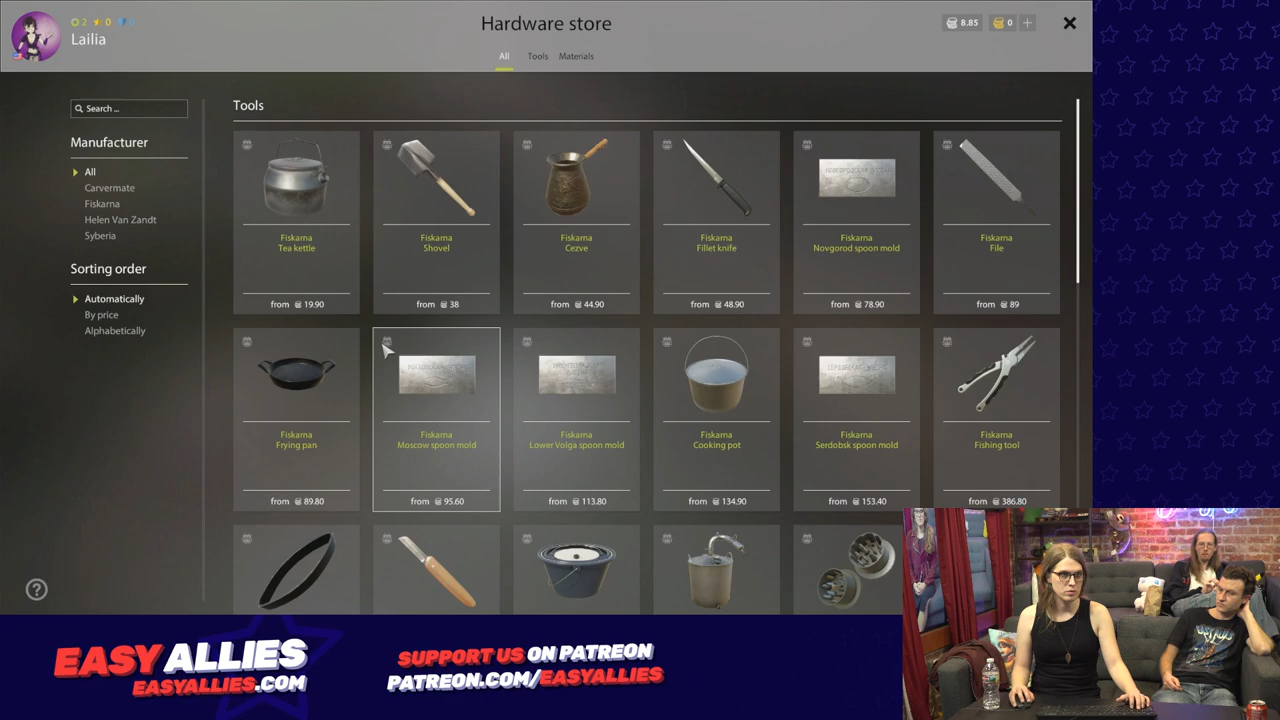 2 0 0
Lailia
Hardware store
8.85 0 +
All Tools Materials
Search ...
Manufacturer
All
Carvermate
Fiskarna
Helen Van Zandt
Syberia
Sorting order
Automatically
By price
Alphabetically
Tools
Fiskarna
Tea kettle
from 19.90
Fiskarna
Shovel
from 38
Fiskarna
Cezve
from 44.90
Fiskarna
Fillet knife
from 48.90
Fiskarna
Novgorod spoon mold
from 78.90
Fiskarna
File
from 89
Fiskarna
Frying pan
from 89.80
Fiskarna
Moscow spoon mold
from 95.60
Fiskarna
Lower Volga spoon mold
from 113.80
Fiskarna
Cooking pot
from 134.90
Fiskarna
Serdobsk spoon mold
from 153.40
Fiskarna
Fishing tool
from 386.80
?
EASY ALLIES
EASYALLIES.COM
SUPPORT US ON PATREON
PATREON.COM/EASYALLIES